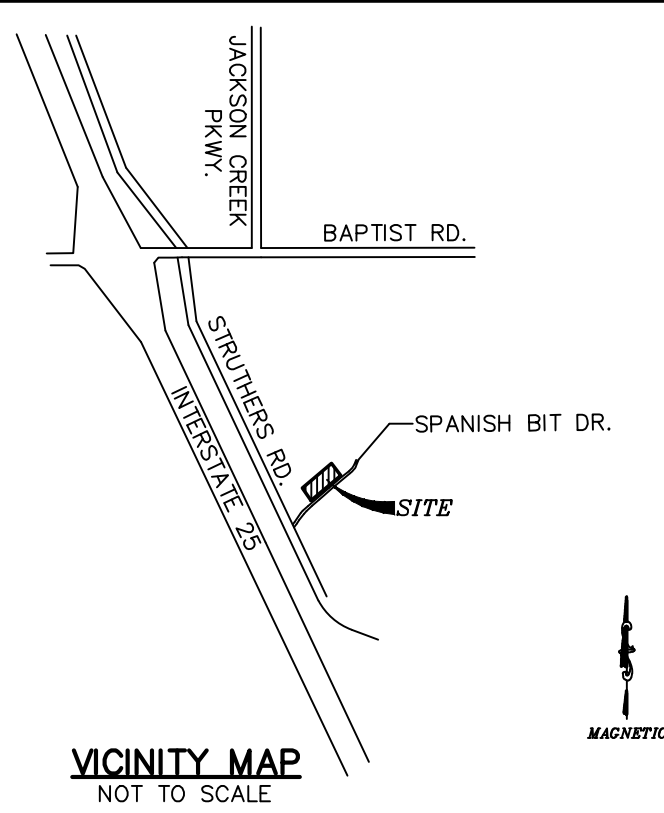 JACKSON CREEK
PKWY.
BAPTIST RD.
STRUTHERS RD.
INTERSTATE 25
SPANISH BIT DR.
SITE
MAGNETIC
VICINITY MAP
NOT TO SCALE